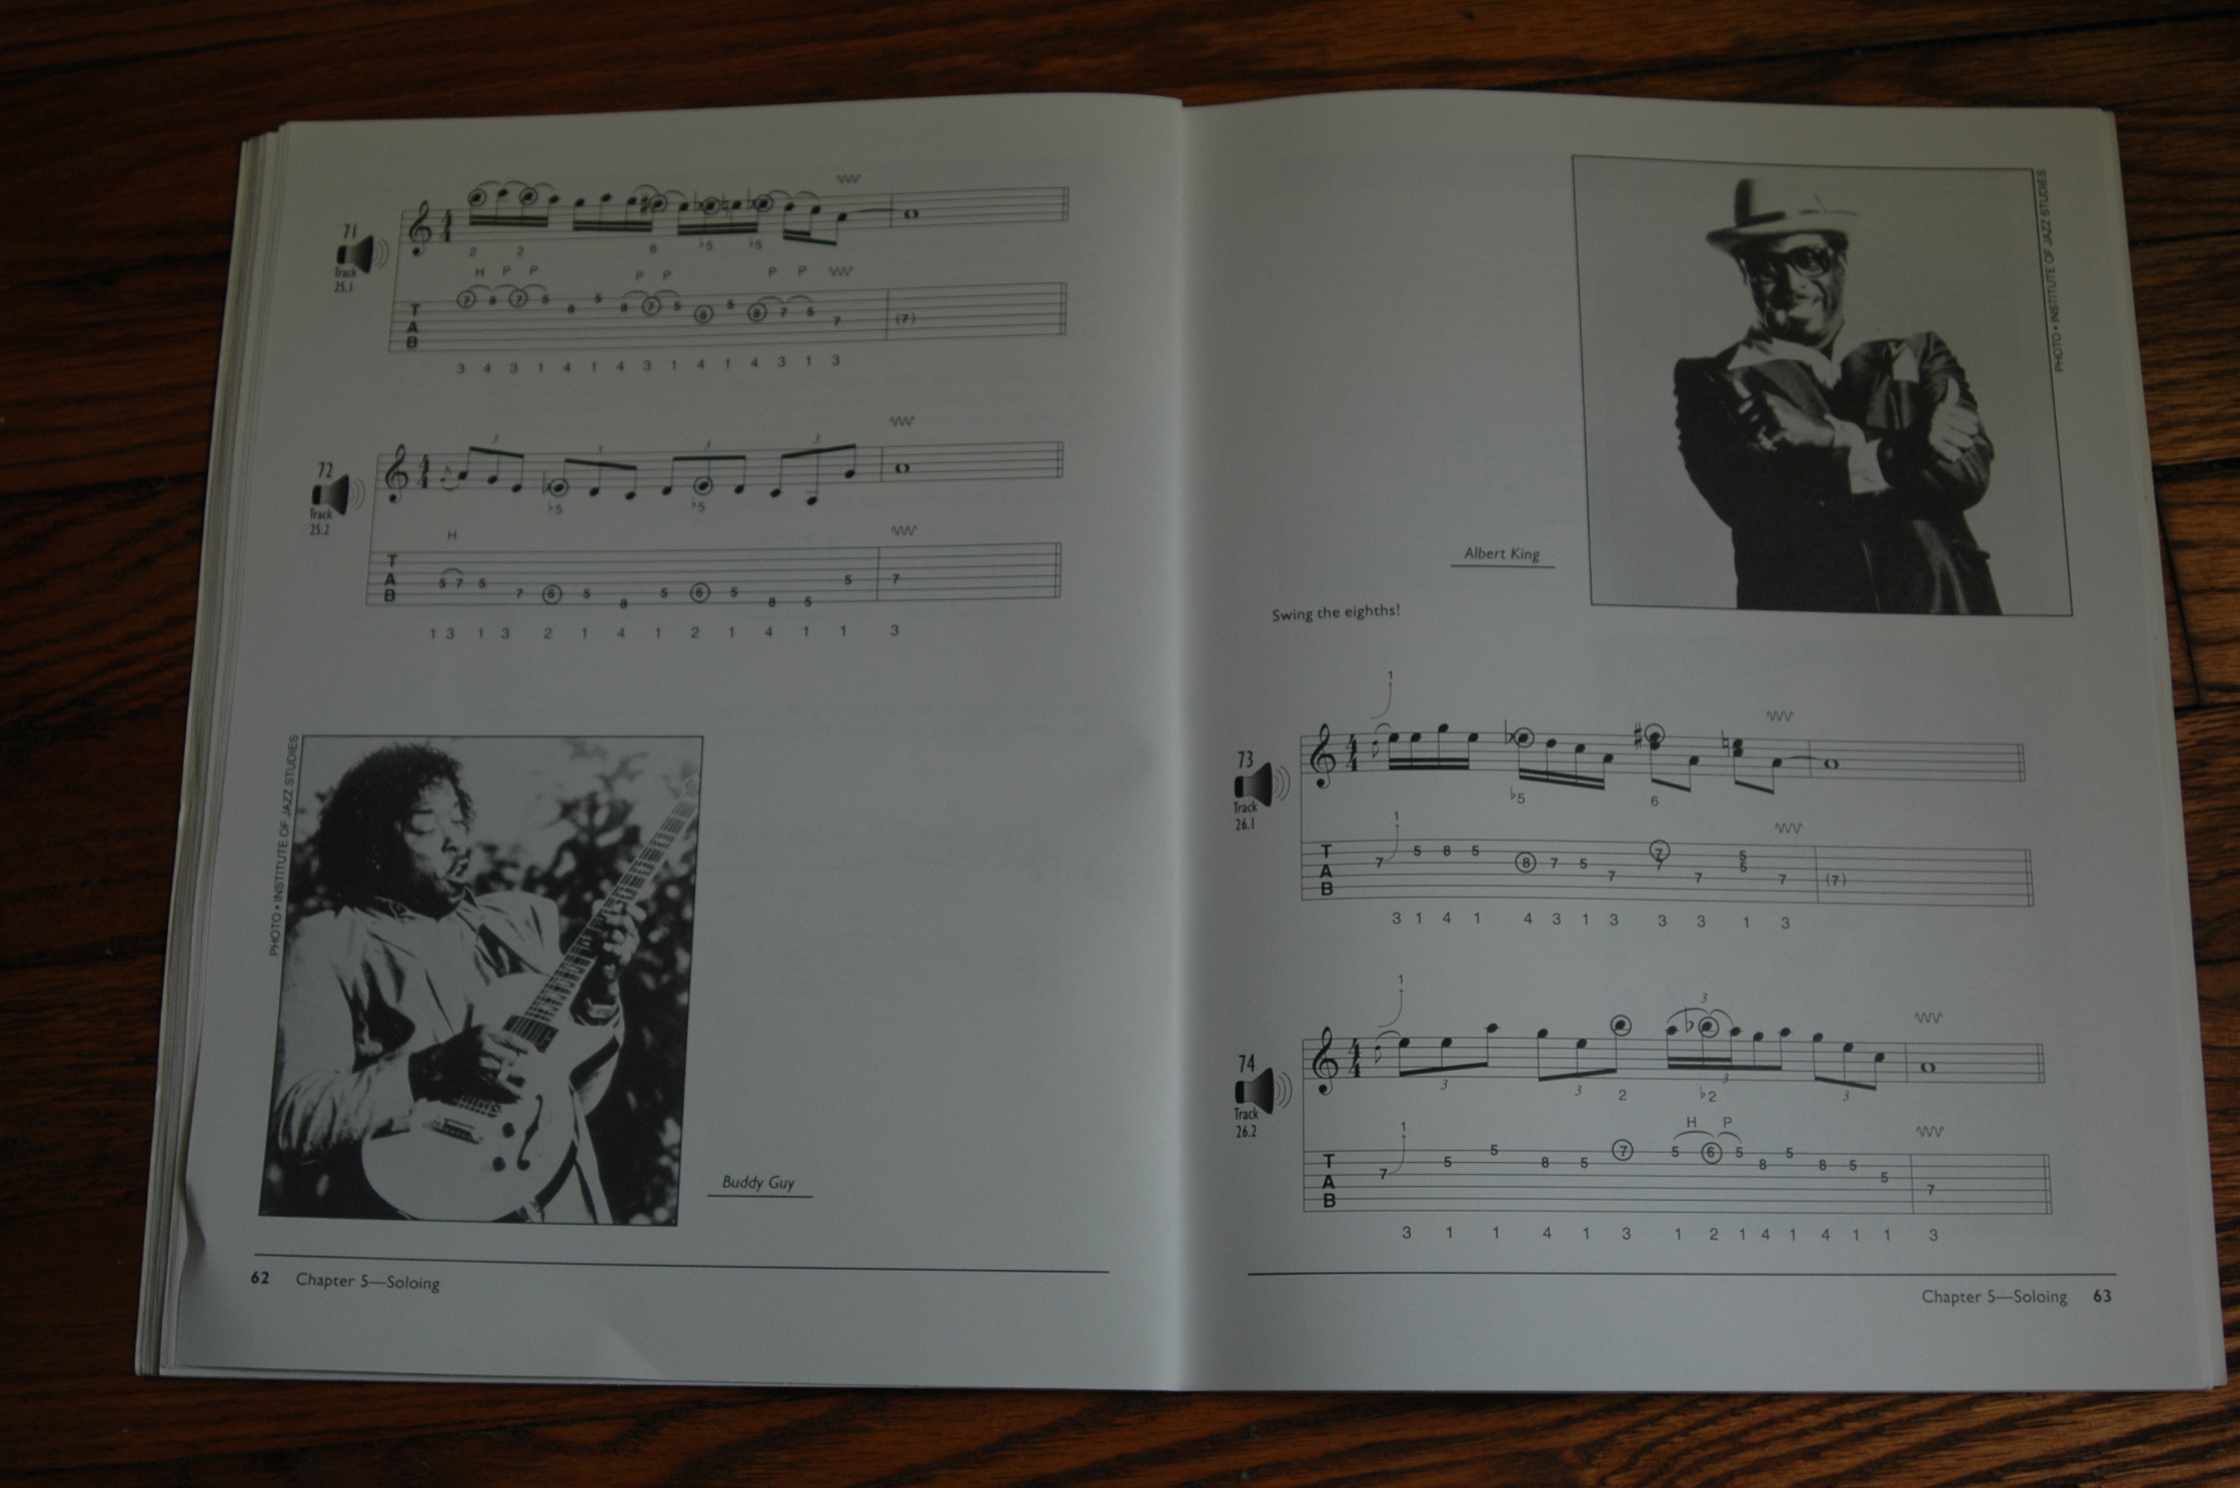 71
Track
25.1
2 2 6 ♭5 ♭5
H P P P P P P
T
A
B
7 8 7 5 8 5 8 7 5 8 5 8 7 5 7 (7)
3 4 3 1 4 1 4 3 1 4 1 4 3 1 3
72
Track
25.2
3 3 3 3
♭5 ♭5
H
T
A
B
5 7 5 7 6 5 8 5 6 5 8 5 5 7
1 3 1 3 2 1 4 1 2 1 4 1 1 3
PHOTO • INSTITUTE OF JAZZ STUDIES
Buddy Guy
62 Chapter 5—Soloing
PHOTO • INSTITUTE OF JAZZ STUDIES
Albert King
Swing the eighths!
1
73
Track
26.1
♭5 6
1
T
A
B
7 5 8 5 8 7 5 7 7 7 7 5 5 7 (7)
3 1 4 1 4 3 1 3 3 3 1 3
1
74
Track
26.2
3
3 3 2 ♭2 3 3
1 H P
T
A
B
7 5 5 8 5 7 5 6 5 8 5 8 5 5 7
3 1 1 4 1 3 1 2 1 4 1 4 1 1 3
Chapter 5—Soloing 63